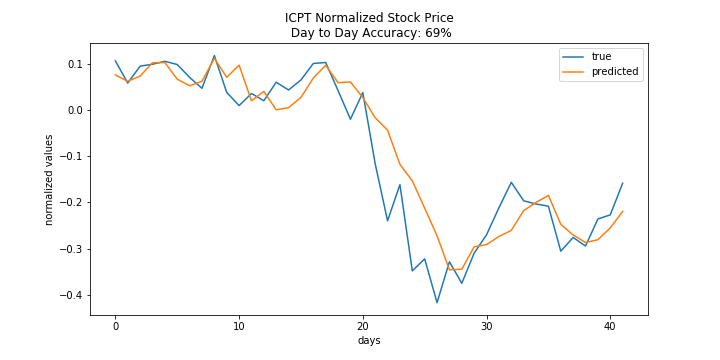 ICPT Normalized Stock Price
Day to Day Accuracy: 69%
true
predicted
normalized values
0.1
0.0
−0.1
−0.2
−0.3
−0.4
0 10 20 30 40
days